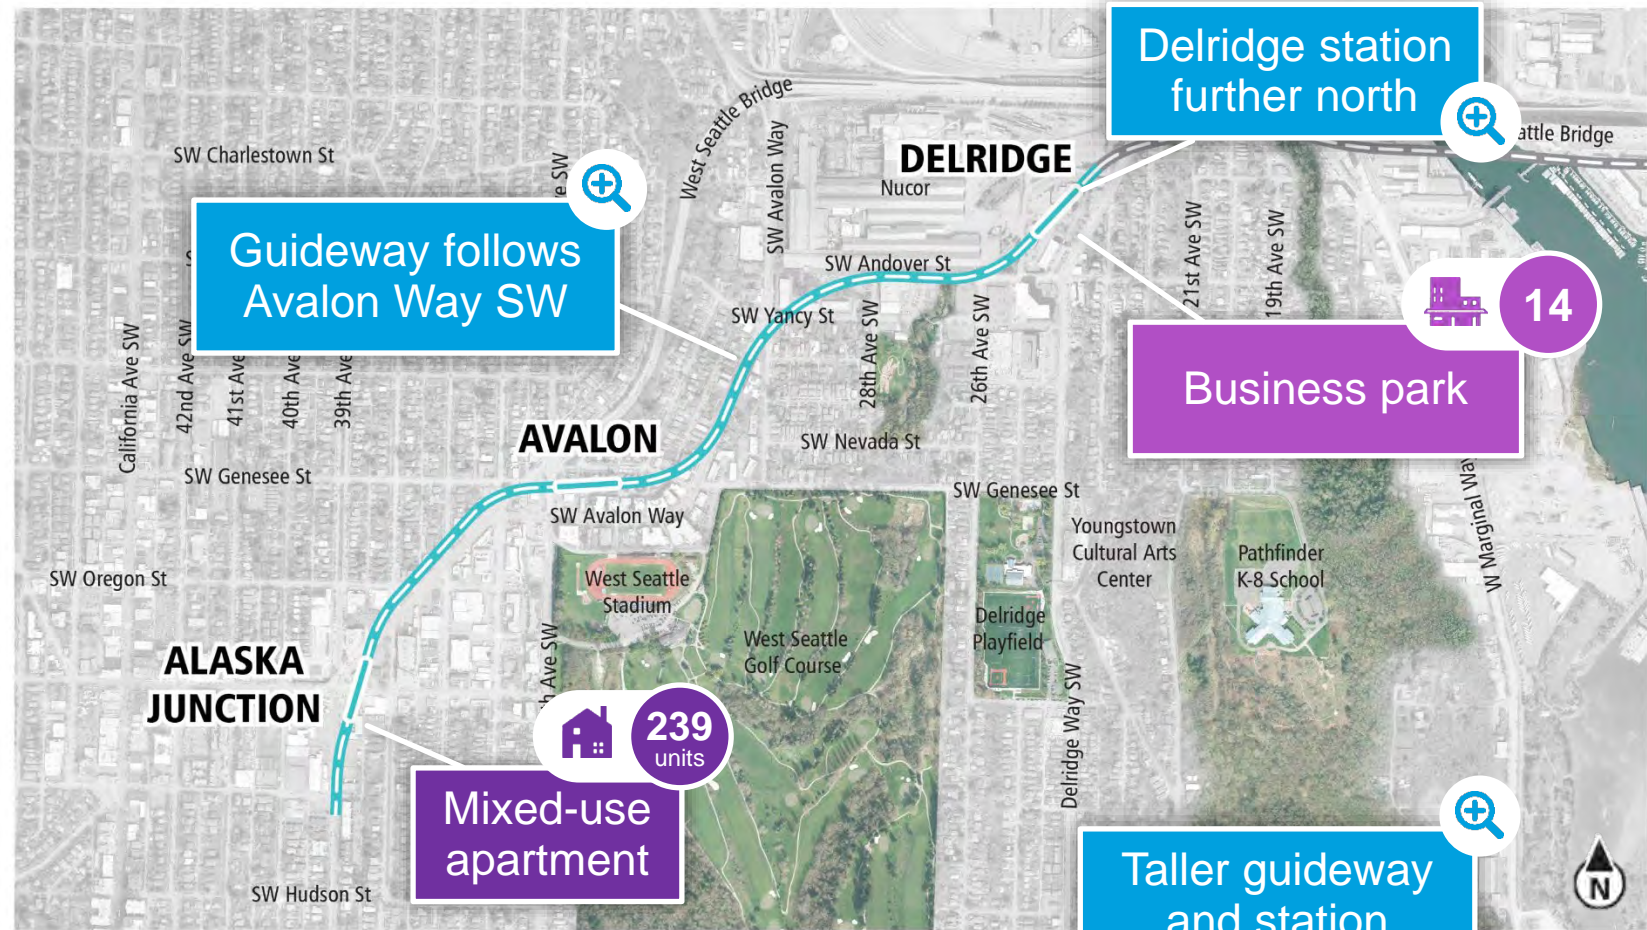 Delridge station
further north
West Seattle Bridge
attle Bridge
SW Charlestown St
SW Avalon Way
DELRIDGE
Nucor
e SW
Guideway follows
Avalon Way SW
SW Andover St
21st Ave SW
19th Ave SW
14
SW Yancy St
Business park
California Ave SW
42nd Ave SW
41st Ave
40th Ave
39th Ave
28th Ave SW
26th Ave SW
AVALON
SW Nevada St
SW Genesee St
SW Genesee St
SW Avalon Way
W Marginal Way
Youngstown
Cultural Arts
Center
Pathfinder
K-8 School
SW Oregon St
West Seattle
Stadium
Delridge
Playfield
West Seattle
Golf Course
ALASKA
JUNCTION
h Ave SW
Delridge Way SW
239
units
Mixed-use
apartment
SW Hudson St
Taller guideway
and station
N